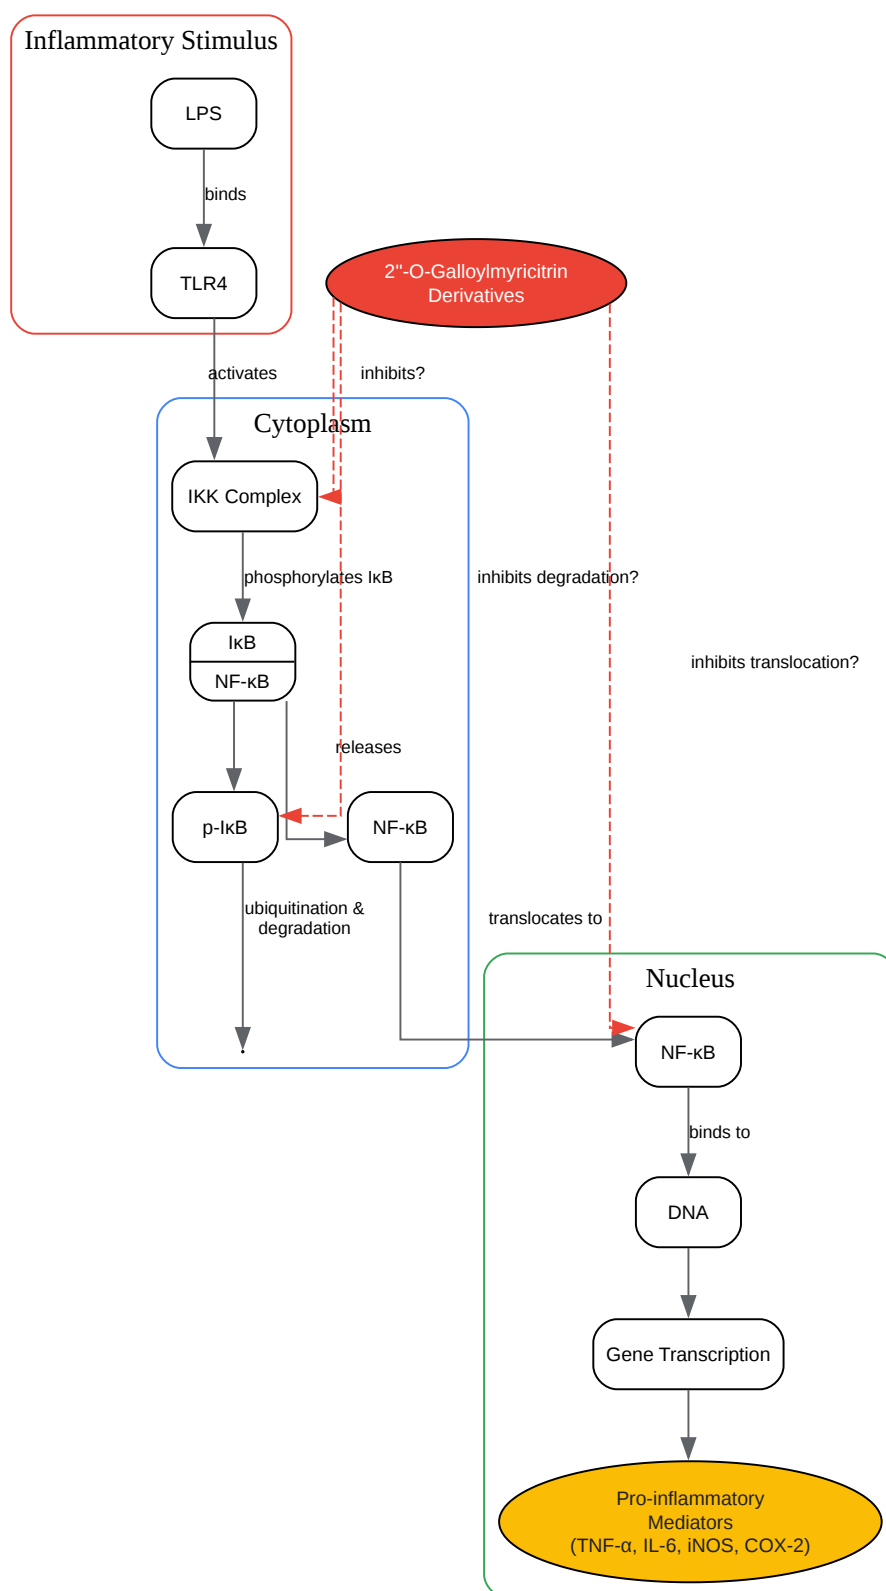 Inflammatory Stimulus
LPS
binds
TLR4
2"-O-Galloylmyricitrin
Derivatives
activates
inhibits?
Cytoplasm
IKK Complex
phosphorylates IκB
inhibits degradation?
IκB
NF-κB
inhibits translocation?
releases
p-IκB
NF-κB
ubiquitination &
degradation
translocates to
Nucleus
NF-κB
binds to
DNA
Gene Transcription
Pro-inflammatory
Mediators
(TNF-α, IL-6, iNOS, COX-2)